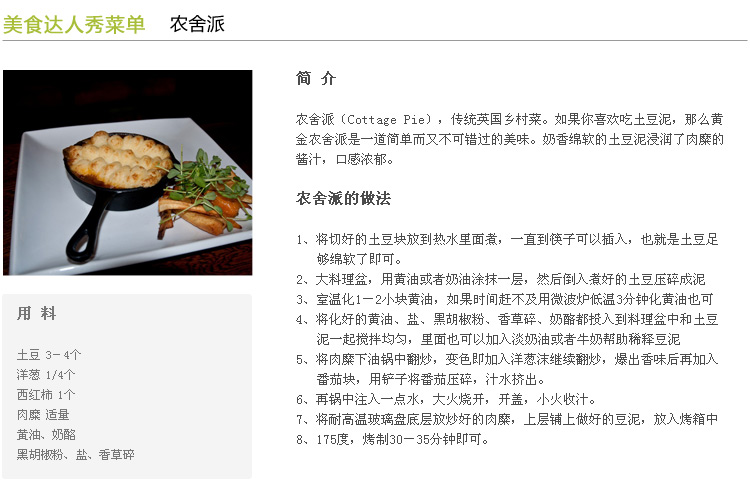 美食达人秀菜单 农舍派
简 介
农舍派（Cottage Pie），传统英国乡村菜。如果你喜欢吃土豆泥，那么黄
金农舍派是一道简单而又不可错过的美味。奶香绵软的土豆泥浸润了肉糜的
酱汁，口感浓郁。
农舍派的做法
1、将切好的土豆块放到热水里面煮，一直到筷子可以插入，也就是土豆足
够绵软了即可。
2、大料理盆，用黄油或者奶油涂抹一层，然后倒入煮好的土豆压碎成泥
3、室温化1－2小块黄油，如果时间赶不及用微波炉低温3分钟化黄油也可
4、将化好的黄油、盐、黑胡椒粉、香草碎、奶酪都投入到料理盆中和土豆
泥一起搅拌均匀，里面也可以加入淡奶油或者牛奶帮助稀释豆泥
5、将肉糜下油锅中翻炒，变色即加入洋葱沫继续翻炒，爆出香味后再加入
番茄块，用铲子将番茄压碎，汁水挤出。
6、再锅中注入一点水，大火烧开，开盖，小火收汁。
7、将耐高温玻璃盘底层放炒好的肉糜，上层铺上做好的豆泥，放入烤箱中
8、175度，烤制30－35分钟即可。
用 料
土豆 3－4个
洋葱 1/4个
西红柿 1个
肉糜 适量
黄油、奶酪
黑胡椒粉、盐、香草碎